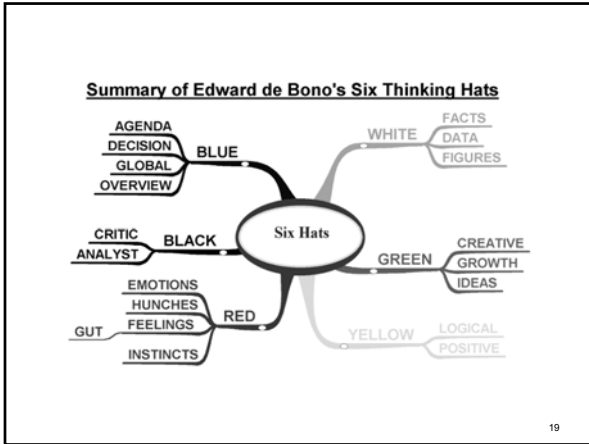 Summary of Edward de Bono's Six Thinking Hats
AGENDA
DECISION
GLOBAL
OVERVIEW
BLUE
CRITIC
ANALYST
BLACK
EMOTIONS
HUNCHES
FEELINGS
GUT
INSTINCTS
RED
Six Hats
WHITE
FACTS
DATA
FIGURES
GREEN
CREATIVE
GROWTH
IDEAS
YELLOW
LOGICAL
POSITIVE
19